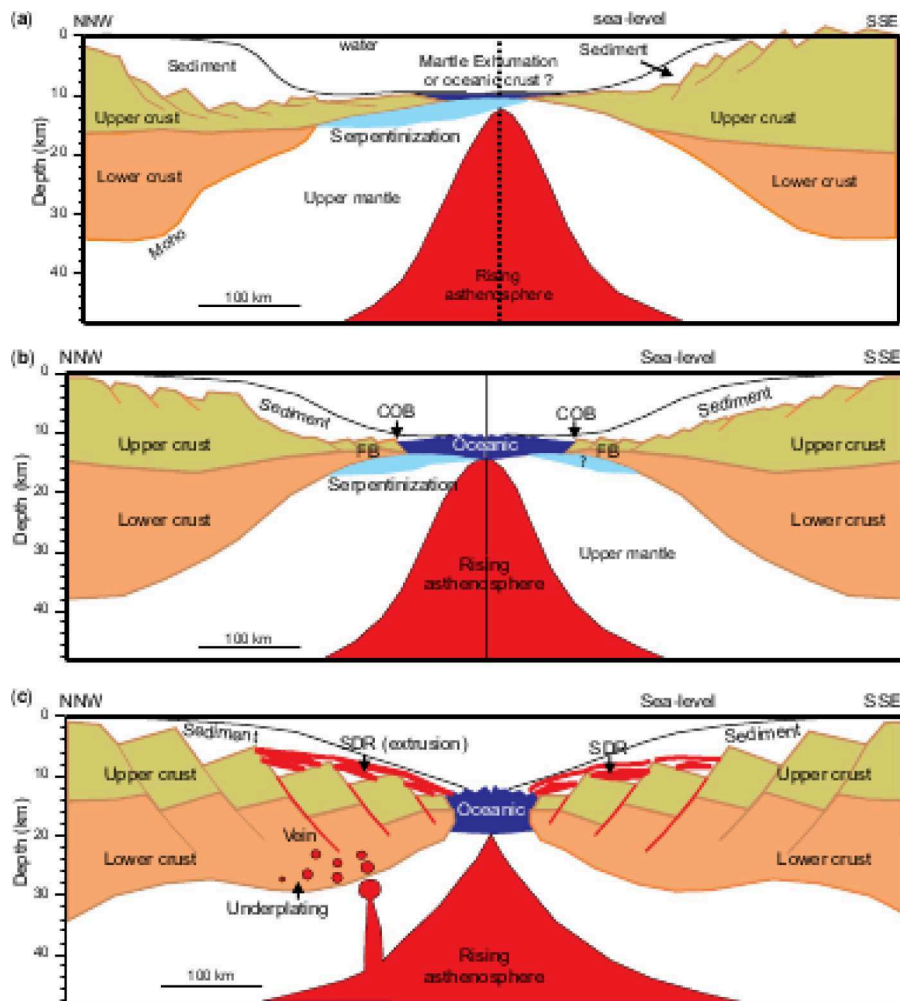 (a) NNW sea-level SSE
0
water
Sediment
Sediment
Mantle Exhumation
or oceanic crust ?
10
Upper crust
Upper crust
Serpentinization
20
Depth (km)
Lower crust
Lower crust
Upper mantle
30
Moho
40
Rising
asthenosphere
100 km
(b) NNW Sea-level SSE
0
Sediment
COB
COB
Sediment
10
Upper crust
FB
Oceanic
FB
Upper crust
?
Serpentinization
20
Depth (km)
Lower crust
Lower crust
30
Rising
asthenosphere
Upper mantle
40
100 km
(c) NNW Sea-level SSE
0
Sediment
SDR (extrusion)
SDR
Sediment
10
Upper crust
Upper crust
Oceanic
20
Depth (km)
Vein
Lower crust
Lower crust
30
Underplating
40
Rising
asthenosphere
100 km